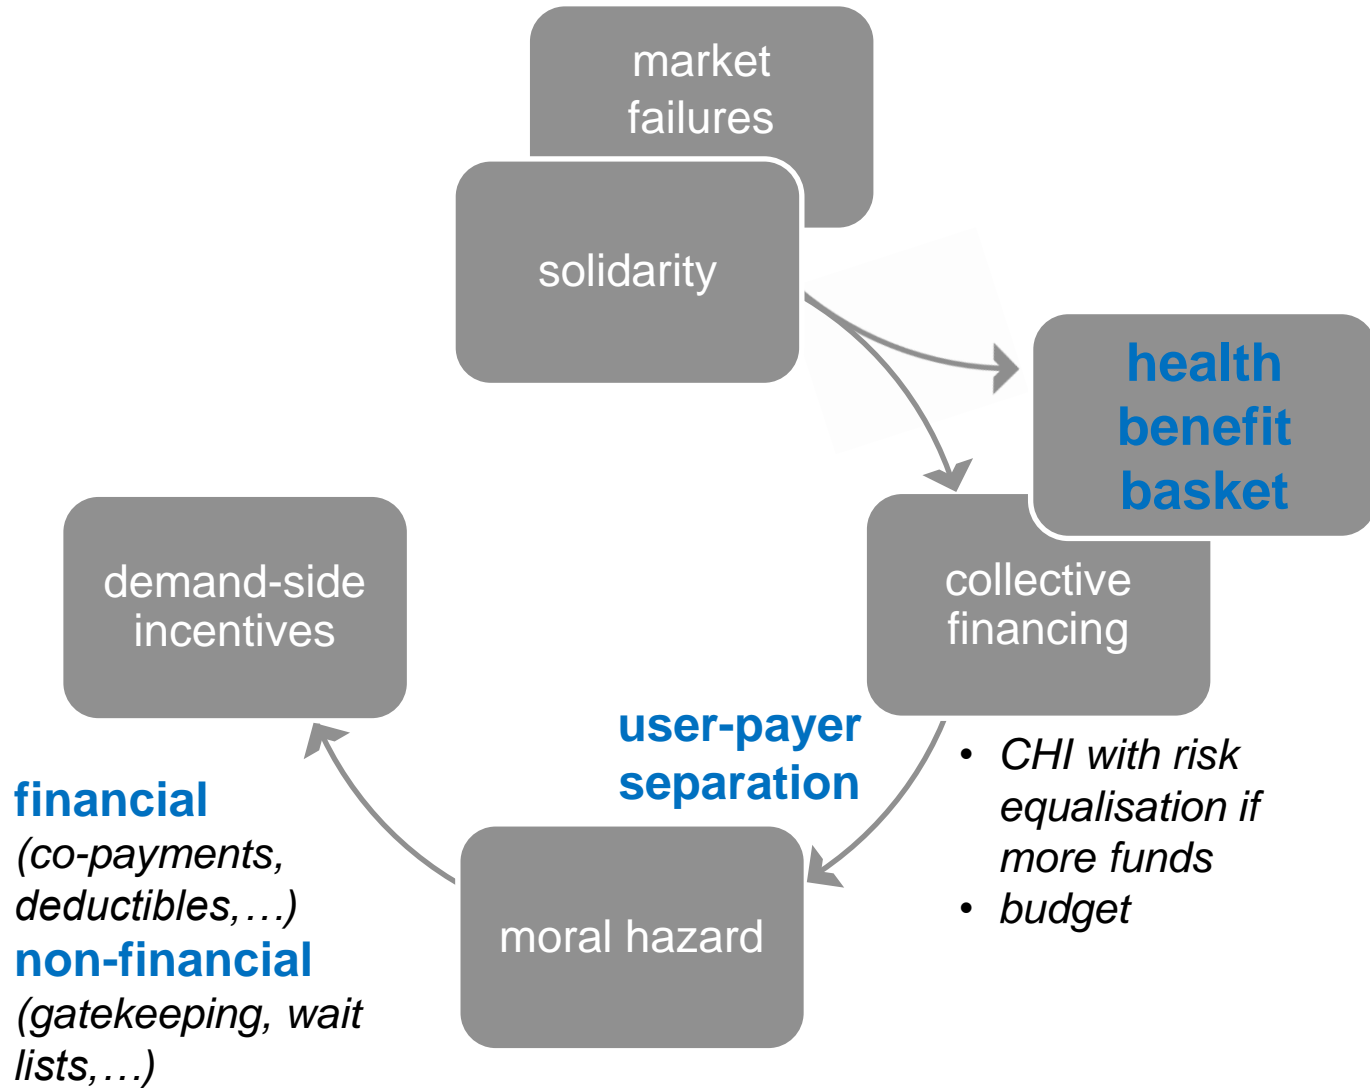 market
failures
solidarity
health
benefit
basket
collective
financing
demand-side
incentives
user-payer
separation
• CHI with risk
equalisation if
more funds
• budget
financial
(co-payments,
deductibles,…)
non-financial
(gatekeeping, wait
lists,…)
moral hazard